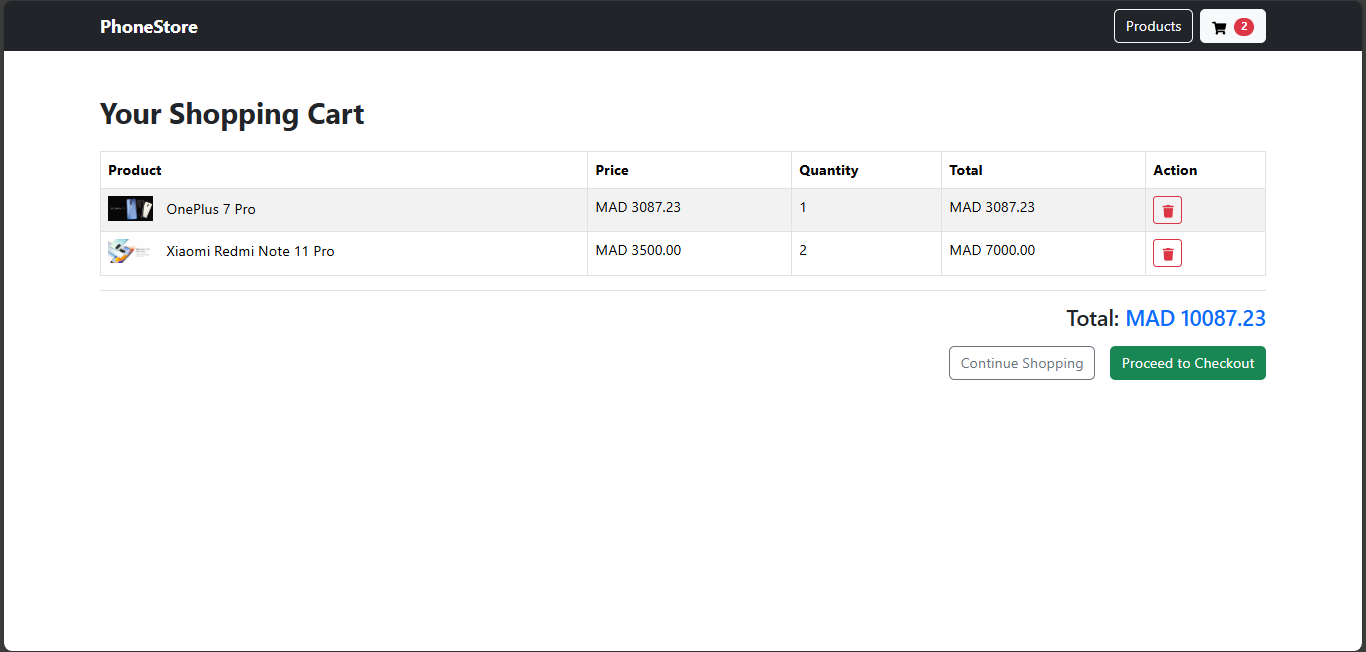 PhoneStore Products 2
Your Shopping Cart
Product Price Quantity Total Action
OnePlus 7 Pro MAD 3087.23 1 MAD 3087.23
Xiaomi Redmi Note 11 Pro MAD 3500.00 2 MAD 7000.00
Total: MAD 10087.23
Continue Shopping Proceed to Checkout